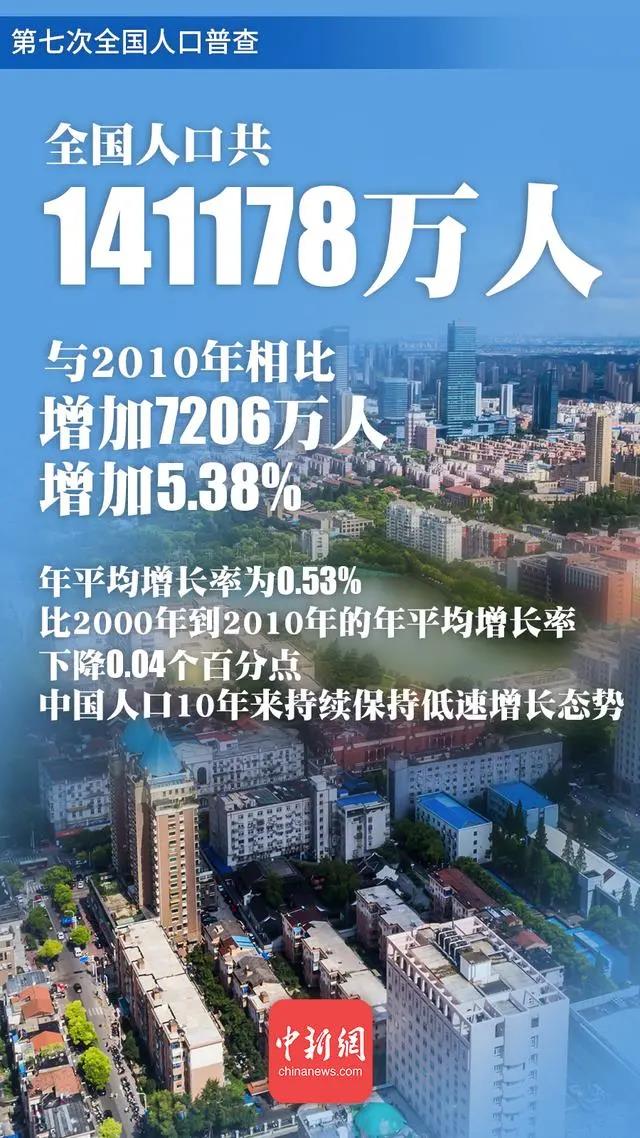 第七次全国人口普查
全国人口共
141178万人
与2010年相比
增加7206万人
增加5.38%
年平均增长率为0.53%
比2000年到2010年的年平均增长率
下降0.04个百分点
中国人口10年来持续保持低速增长态势
中新網
chinanews.com